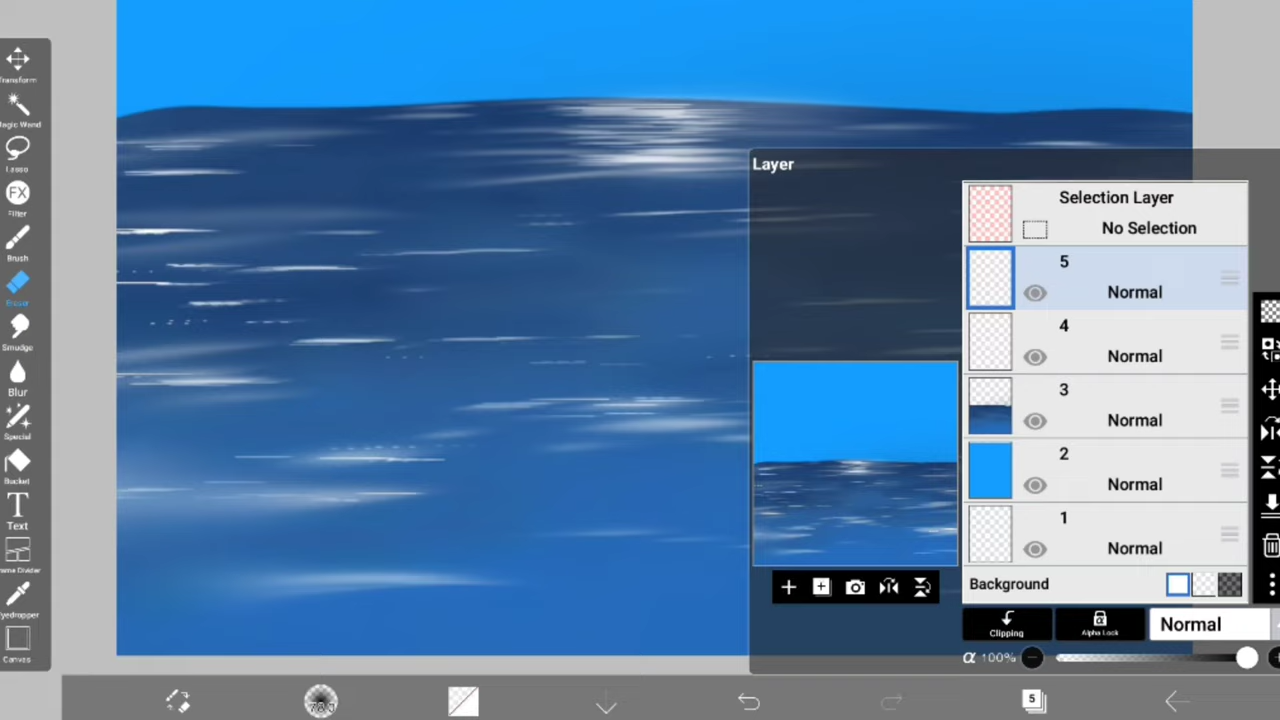 Transform
Magic Wand
Lasso
FX
Filter
Brush
Eraser
Smudge
Blur
Special
Bucket
T
Text
Frame Divider
Eyedropper
Canvas
Layer
Selection Layer
No Selection
5
Normal
4
Normal
3
Normal
2
Normal
1
Normal
Background
Clipping
α
Alpha Lock
Normal
α 100%
5